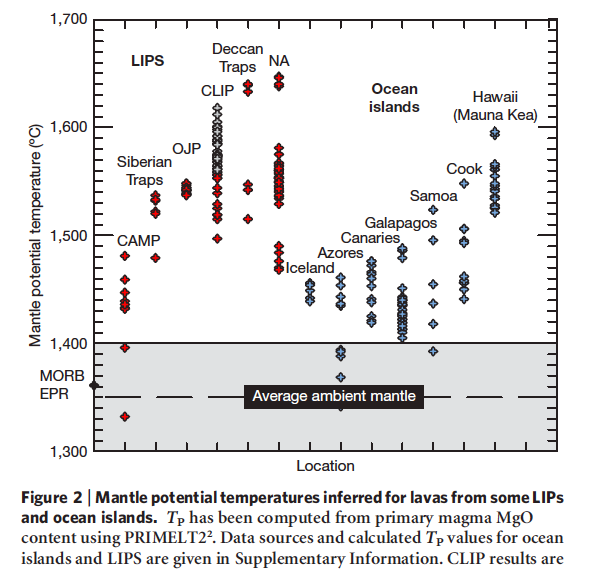 1,700
1,600
1,500
1,400
1,300
Mantle potential temperature (°C)
LIPS
Deccan
Traps
NA
CLIP
OJP
Siberian
Traps
CAMP
Ocean
islands
Hawaii
(Mauna Kea)
Cook
Samoa
Galapagos
Canaries
Azores
Iceland
MORB
EPR
Average ambient mantle
Location
Figure 2 | Mantle potential temperatures inferred for lavas from some LIPs
and ocean islands. TP has been computed from primary magma MgO
content using PRIMELT2². Data sources and calculated TP values for ocean
islands and LIPS are given in Supplementary Information. CLIP results are